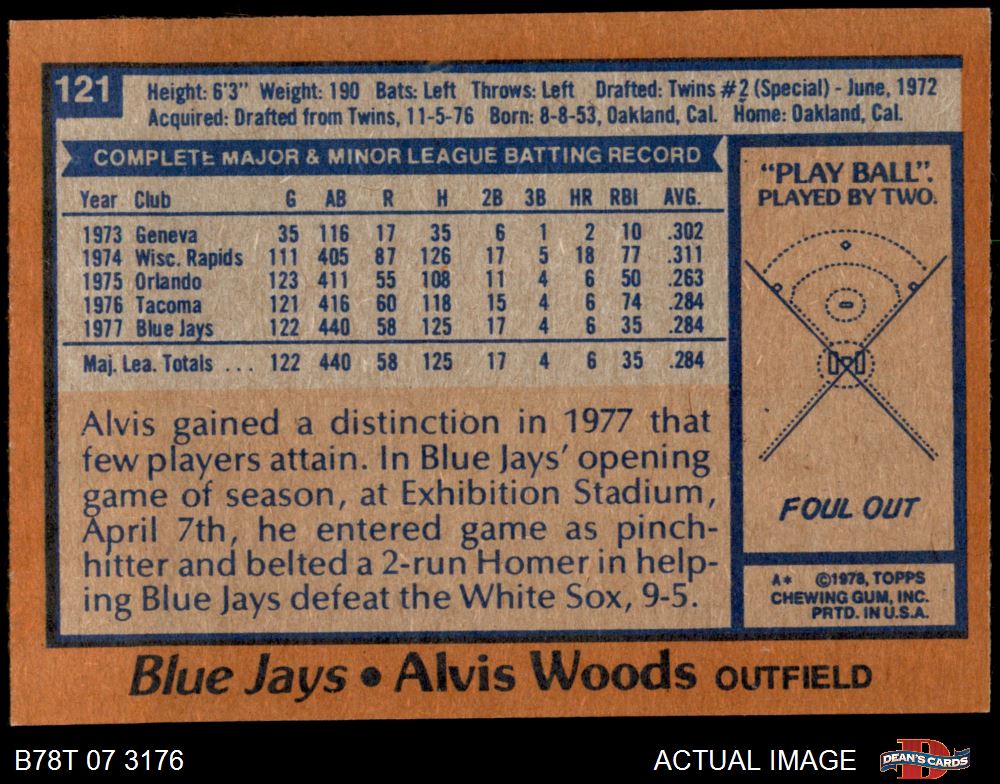 121
Height: 6'3" Weight: 190 Bats: Left Throws: Left Drafted: Twins #2 (Special) - June, 1972
Acquired: Drafted from Twins, 11-5-76 Born: 8-8-53, Oakland, Cal. Home: Oakland, Cal.
COMPLETE MAJOR & MINOR LEAGUE BATTING RECORD
Year Club G AB R H 2B 3B HR RBI AVG.
1973 Geneva 35 116 17 35 6 1 2 10 .302
1974 Wisc. Rapids 111 405 87 126 17 5 18 77 .311
1975 Orlando 123 411 55 108 11 4 6 50 .263
1976 Tacoma 121 416 60 118 15 4 6 74 .284
1977 Blue Jays 122 440 58 125 17 4 6 35 .284
Maj. Lea. Totals ... 122 440 58 125 17 4 6 35 .284
Alvis gained a distinction in 1977 that
few players attain. In Blue Jays' opening
game of season, at Exhibition Stadium,
April 7th, he entered game as pinch-
hitter and belted a 2-run Homer in help-
ing Blue Jays defeat the White Sox, 9-5.
"PLAY BALL".
PLAYED BY TWO.
FOUL OUT
A* ©1978, TOPPS
CHEWING GUM, INC.
PRTD. IN U.S.A.
Blue Jays • Alvis Woods OUTFIELD
B78T 07 3176
ACTUAL IMAGE
DEAN'S CARDS